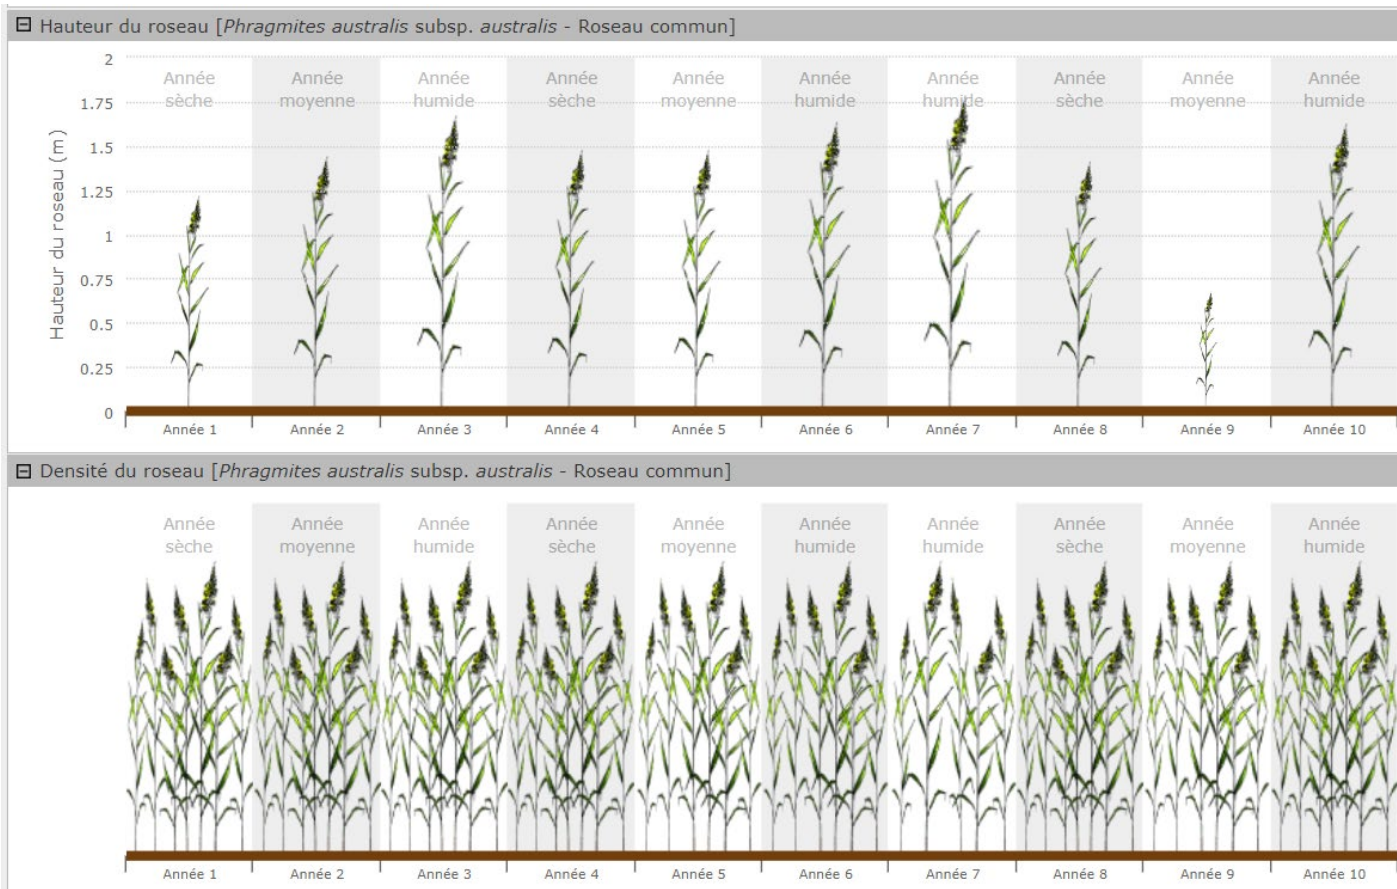 Hauteur du roseau [Phragmites australis subsp. australis - Roseau commun]
2
1.75
1.5
1.25
1
0.75
0.5
0.25
0
Hauteur du roseau (m)
Année sèche
Année moyenne
Année humide
Année sèche
Année moyenne
Année humide
Année humide
Année sèche
Année moyenne
Année humide
Année 1
Année 2
Année 3
Année 4
Année 5
Année 6
Année 7
Année 8
Année 9
Année 10
Densité du roseau [Phragmites australis subsp. australis - Roseau commun]
Année sèche
Année moyenne
Année humide
Année sèche
Année moyenne
Année humide
Année humide
Année sèche
Année moyenne
Année humide
Année 1
Année 2
Année 3
Année 4
Année 5
Année 6
Année 7
Année 8
Année 9
Année 10